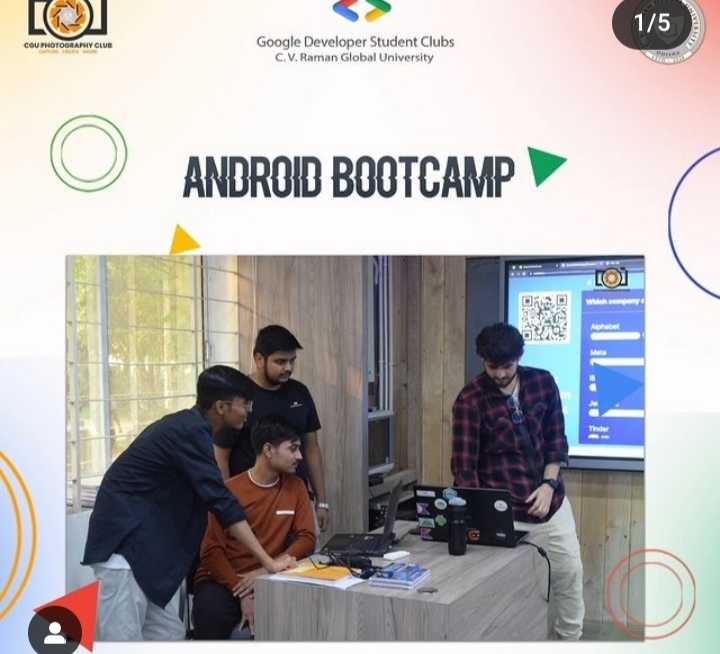 CGU PHOTOGRAPHY CLUB
1/5
Google Developer Student Clubs
C. V. Raman Global University
ANDROID BOOTCAMP
Which company
Alphabet
Meta
Tinder